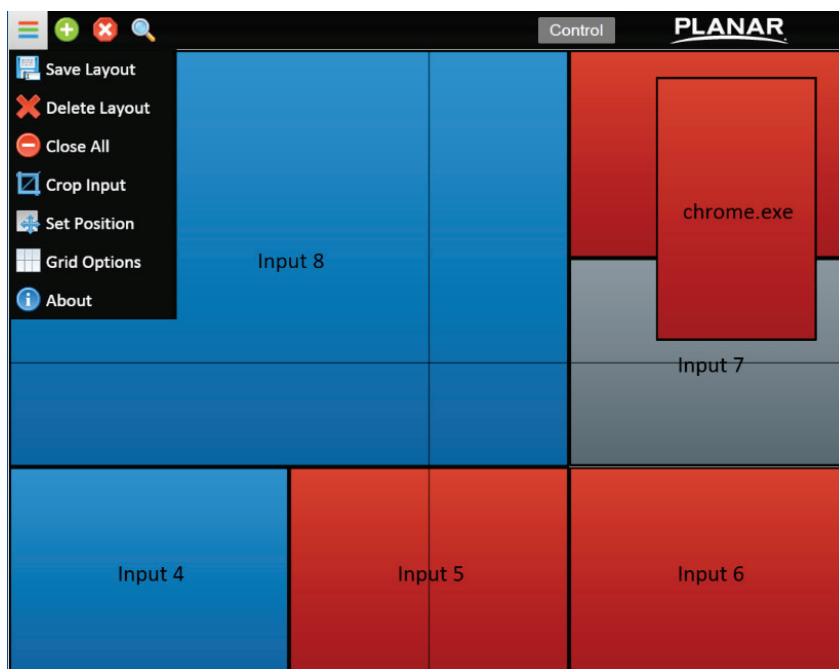 Control
PLANAR
Save Layout
Delete Layout
Close All
Crop Input
Set Position
Grid Options
About
Input 8
chrome.exe
Input 7
Input 4
Input 5
Input 6